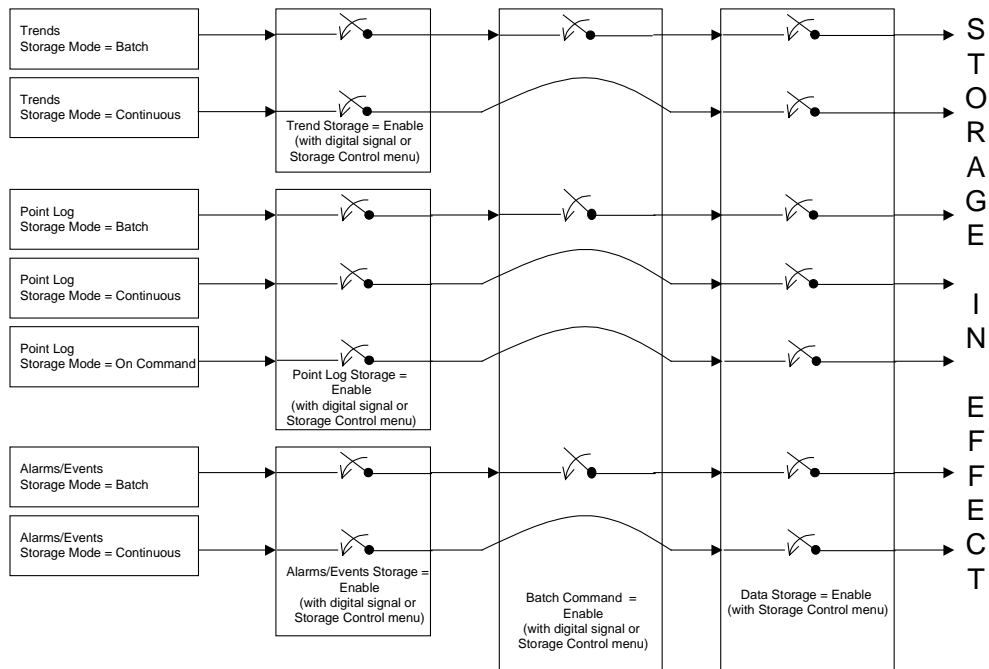 Trends
Storage Mode = Batch
Trends
Storage Mode = Continuous
Trend Storage = Enable
(with digital signal or
Storage Control menu)
Point Log
Storage Mode = Batch
Point Log
Storage Mode = Continuous
Point Log
Storage Mode = On Command
Point Log Storage =
Enable
(with digital signal or
Storage Control menu)
Alarms/Events
Storage Mode = Batch
Alarms/Events
Storage Mode = Continuous
Alarms/Events Storage =
Enable
(with digital signal or
Storage Control menu)
Batch Command =
Enable
(with digital signal or
Storage Control menu)
Data Storage = Enable
(with Storage Control menu)
STORAGE IN EFFECT